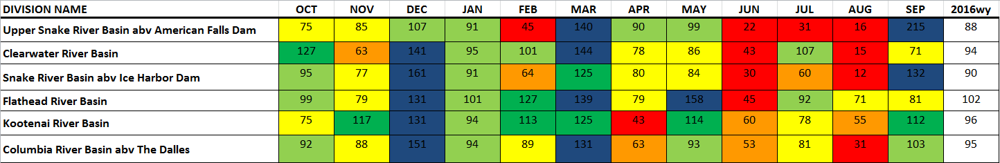 DIVISION NAME OCT NOV DEC JAN FEB MAR APR MAY JUN JUL AUG SEP 2016wy
Upper Snake River Basin abv American Falls Dam 75 85 107 91 45 140 90 99 22 31 16 215 88
Clearwater River Basin 127 63 141 95 101 144 78 86 43 107 15 71 94
Snake River Basin abv Ice Harbor Dam 95 77 161 91 64 125 80 84 30 60 12 132 90
Flathead River Basin 99 79 131 101 127 139 79 158 45 92 71 81 102
Kootenai River Basin 75 117 131 94 113 125 43 114 60 78 55 112 96
Columbia River Basin abv The Dalles 92 88 151 94 89 131 63 93 53 81 31 103 95